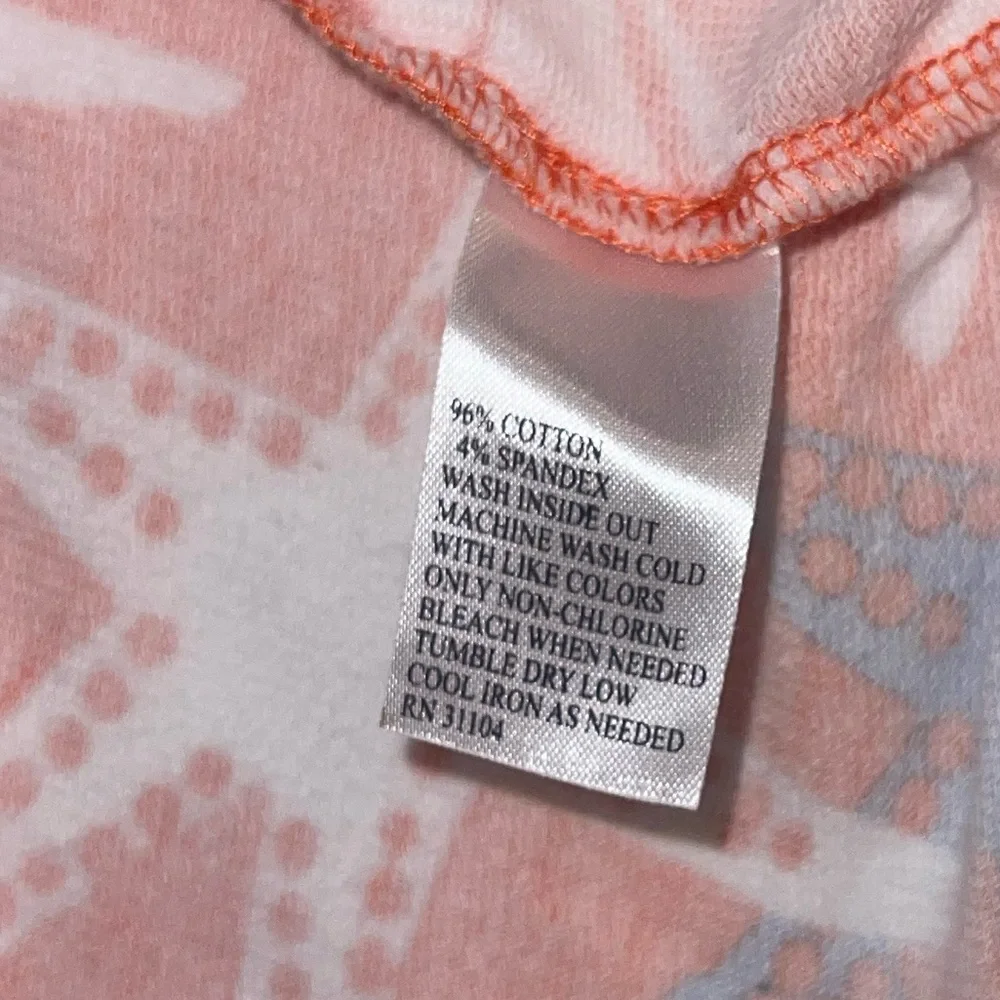 96% COTTON
4% SPANDEX
WASH INSIDE OUT
MACHINE WASH COLD
WITH LIKE COLORS
ONLY NON-CHLORINE
BLEACH WHEN NEEDED
TUMBLE DRY LOW
COOL IRON AS NEEDED
RN 31104